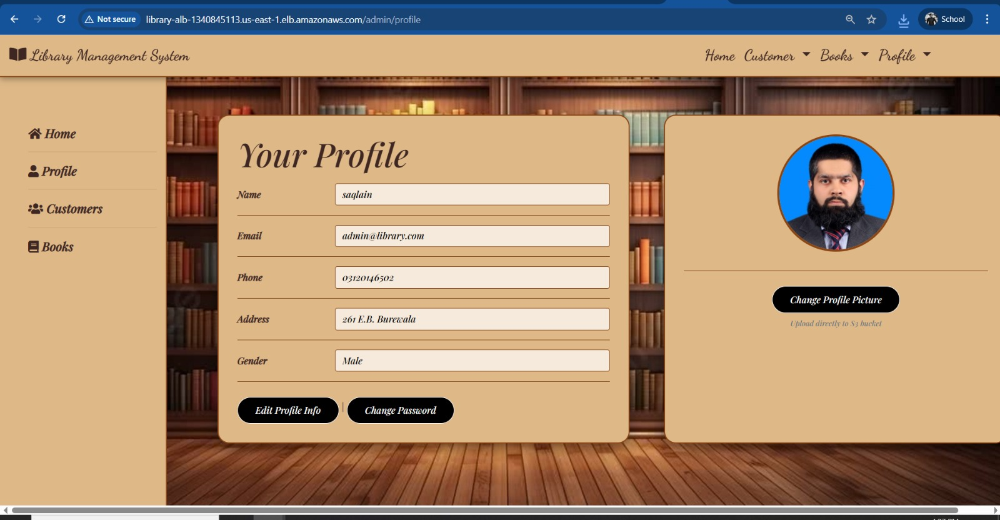 Not secure library-alb-1340845113.us-east-1.elb.amazonaws.com/admin/profile School
Library Management System Home Customer Books Profile
Home
Profile
Customers
Books
Your Profile
Name saqlain
Email admin@library.com
Phone 03120146502
Address 261 E.B. Burewala
Gender Male
Edit Profile Info | Change Password
Change Profile Picture
Upload directly to S3 bucket